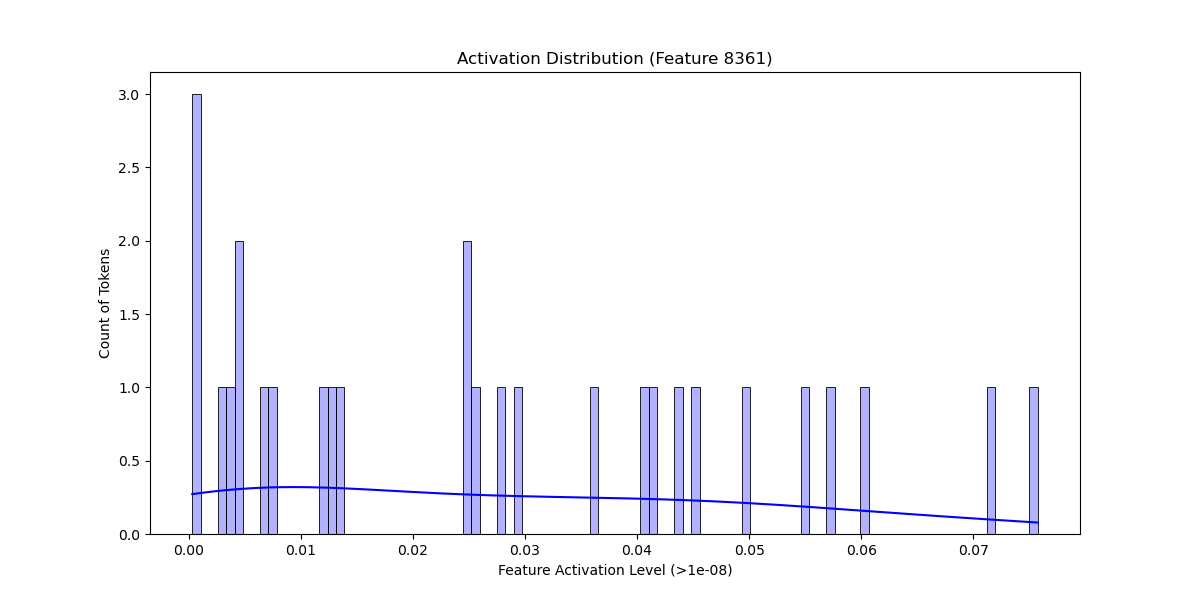 Activation Distribution (Feature 8361)
Count of Tokens
3.0
2.5
2.0
1.5
1.0
0.5
0.0
0.00 0.01 0.02 0.03 0.04 0.05 0.06 0.07
Feature Activation Level (>1e-08)